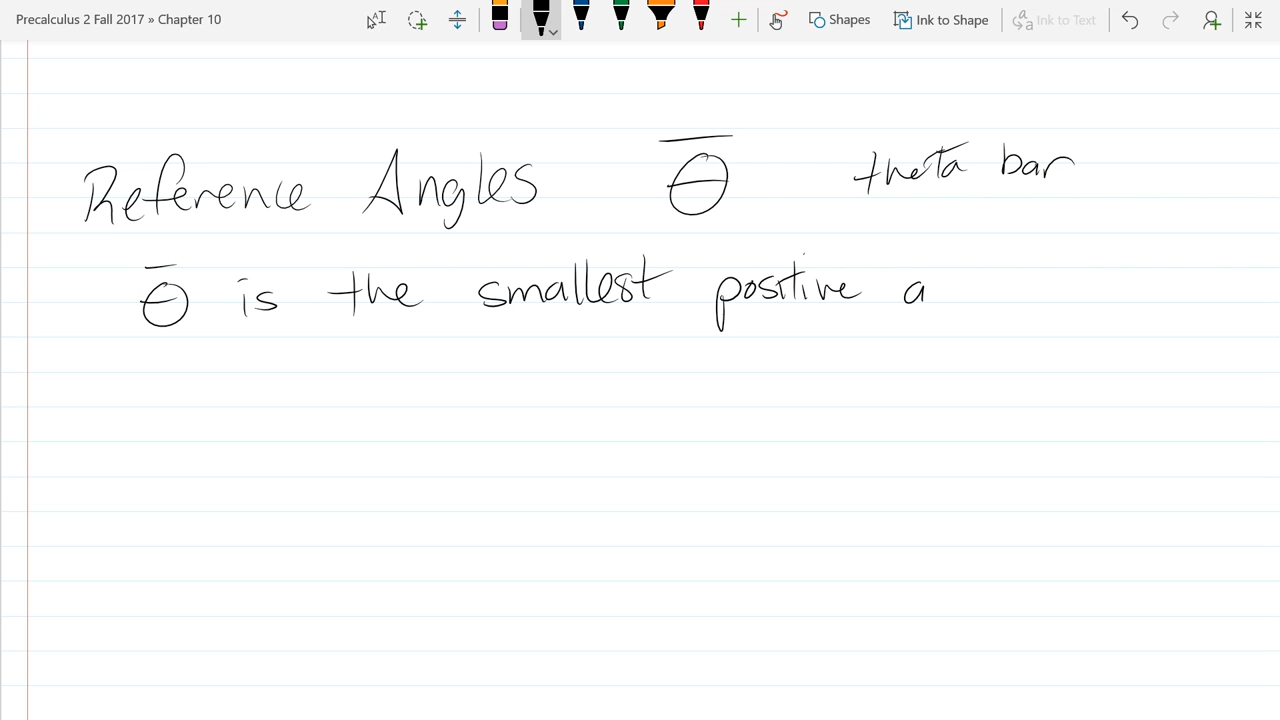 Precalculus 2 Fall 2017 » Chapter 10 Shapes Ink to Shape Ink to Text
Reference Angles θ̅ theta bar
θ̅ is the smallest positive a